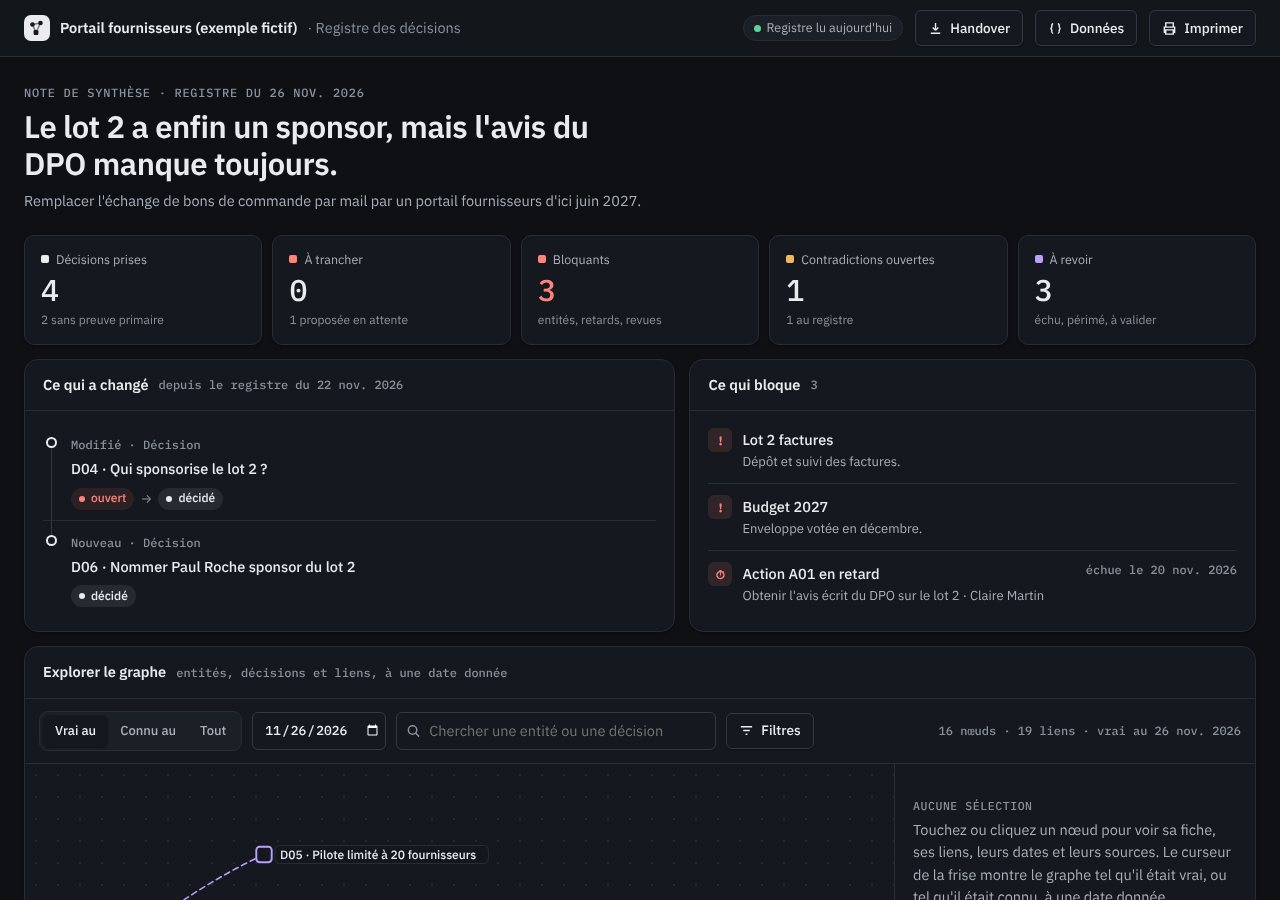 Portail fournisseurs (exemple fictif) · Registre des décisions
Registre lu aujourd'hui
Handover
Données
Imprimer
NOTE DE SYNTHÈSE · REGISTRE DU 26 NOV. 2026
Le lot 2 a enfin un sponsor, mais l'avis du
DPO manque toujours.
Remplacer l'échange de bons de commande par mail par un portail fournisseurs d'ici juin 2027.
Décisions prises
4
2 sans preuve primaire
À trancher
0
1 proposée en attente
Bloquants
3
entités, retards, revues
Contradictions ouvertes
1
1 au registre
À revoir
3
échu, périmé, à valider
Ce qui a changé depuis le registre du 22 nov. 2026
Modifié · Décision
D04 · Qui sponsorise le lot 2 ?
ouvert → décidé
Nouveau · Décision
D06 · Nommer Paul Roche sponsor du lot 2
décidé
Ce qui bloque 3
! Lot 2 factures
Dépôt et suivi des factures.
! Budget 2027
Enveloppe votée en décembre.
Action A01 en retard
échue le 20 nov. 2026
Obtenir l'avis écrit du DPO sur le lot 2 · Claire Martin
Explorer le graphe entités, décisions et liens, à une date donnée
Vrai au
Connu au
Tout
11/26/2026
Chercher une entité ou une décision
Filtres
16 nœuds · 19 liens · vrai au 26 nov. 2026
D05 · Pilote limité à 20 fournisseurs
AUCUNE SÉLECTION
Touchez ou cliquez un nœud pour voir sa fiche,
ses liens, leurs dates et leurs sources. Le curseur
de la frise montre le graphe tel qu'il était vrai, ou
tel qu'il était connu, à une date donnée.